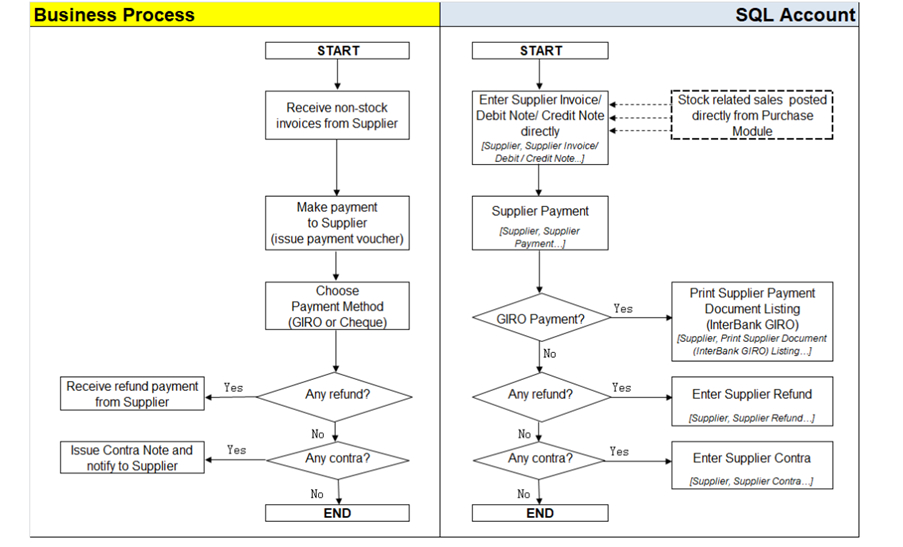 Business Process
START
Receive non-stock
invoices from Supplier
Make payment
to Supplier
(issue payment voucher)
Choose
Payment Method
(GIRO or Cheque)
Any refund?
Yes
Receive refund payment
from Supplier
No
Any contra?
Yes
Issue Contra Note and
notify to Supplier
No
END
SQL Account
START
Enter Supplier Invoice/
Debit Note/ Credit Note
directly
[Supplier, Supplier Invoice/
Debit / Credit Note...]
Stock related sales posted
directly from Purchase
Module
Supplier Payment
[Supplier, Supplier
Payment...]
GIRO Payment?
Yes
Print Supplier Payment
Document Listing
(InterBank GIRO)
[Supplier, Print Supplier Document
(InterBank GIRO) Listing...]
No
Any refund?
Yes
Enter Supplier Refund
[Supplier, Supplier Refund...]
No
Any contra?
Yes
Enter Supplier Contra
[Supplier, Supplier Contra...]
No
END